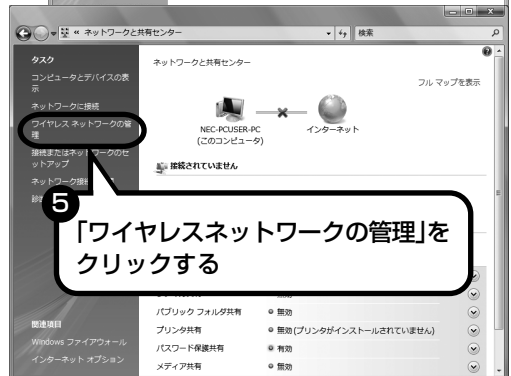 « ネットワークと共有センター
検索
タスク
コンピュータとデバイスの表
示
ネットワークに接続
ワイヤレス ネットワークの管
理
接続またはネットワークのセ
ットアップ
ネットワーク接
関連項目
Windows ファイアウォール
インターネット オプション
ネットワークと共有センター
フル マップを表示
NEC-PCUSER-PC
(このコンピュータ)
インターネット
接続されていません
5
「ワイヤレスネットワークの管理」を
クリックする
パブリック フォルダ共有 無効
プリンタ共有 無効(プリンタがインストールされていません)
パスワード保護共有 有効
メディア共有 無効